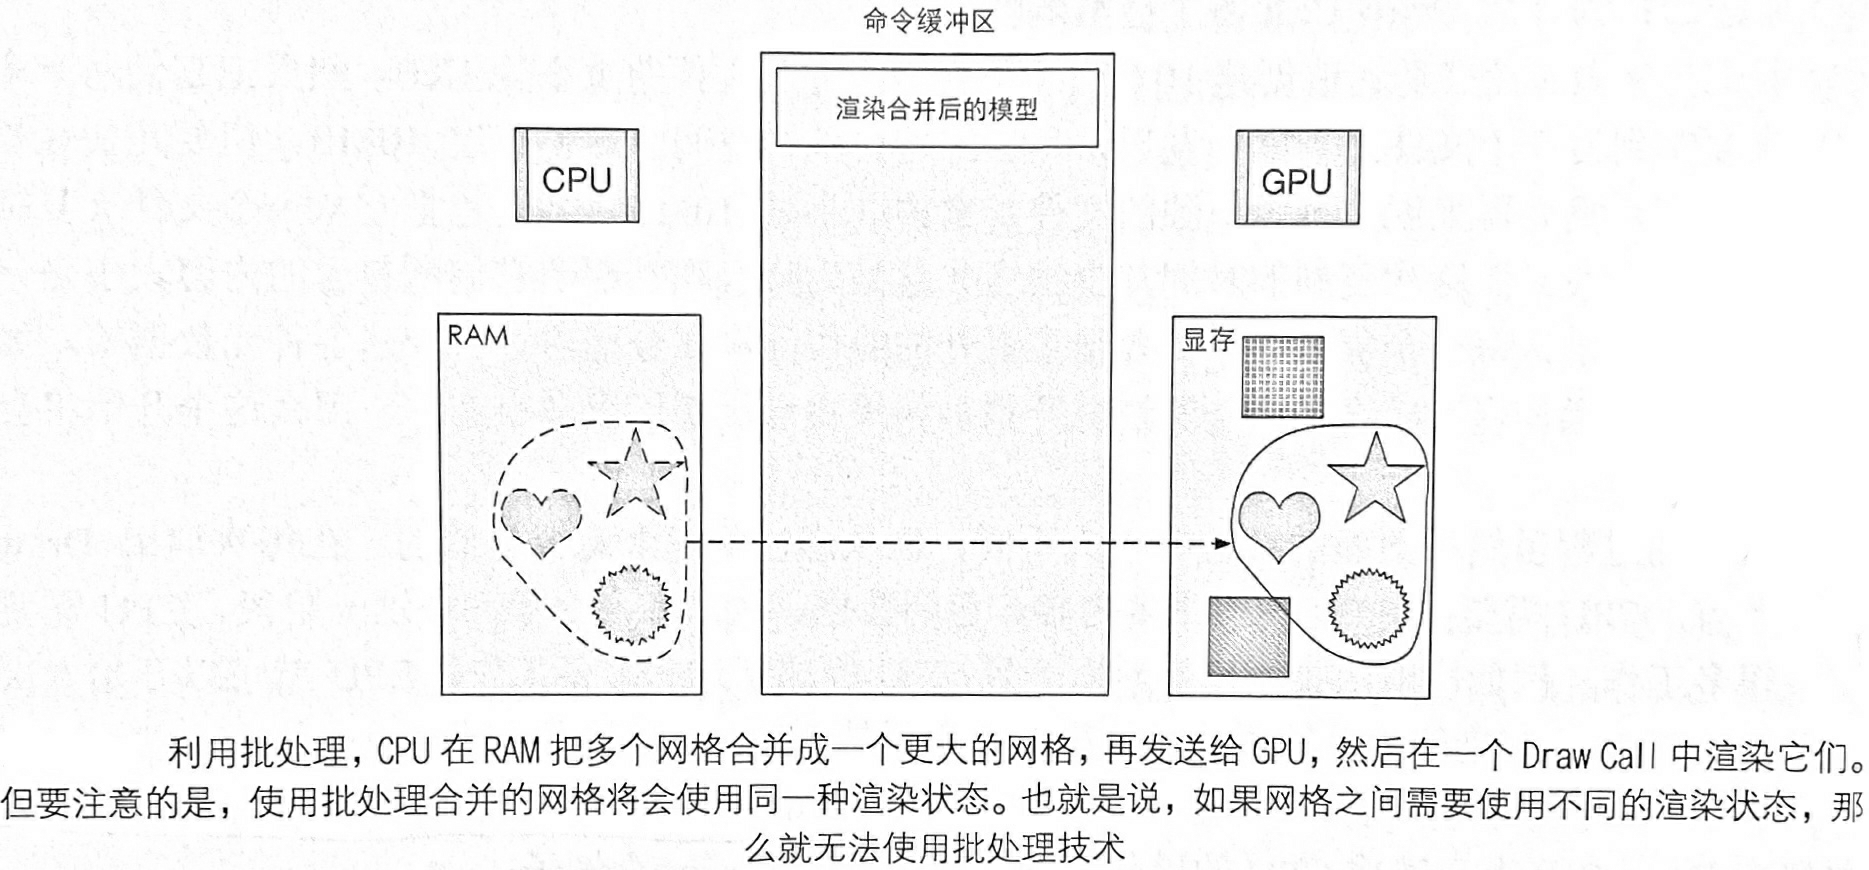 命令缓冲区
渲染合并后的模型
CPU
GPU
RAM
显存
利用批处理，CPU 在 RAM 把多个网格合并成一个更大的网格，再发送给 GPU，然后在一个 Draw Call 中渲染它们。
但要注意的是，使用批处理合并的网格将会使用同一种渲染状态。也就是说，如果网格之间需要使用不同的渲染状态，那
么就无法使用批处理技术